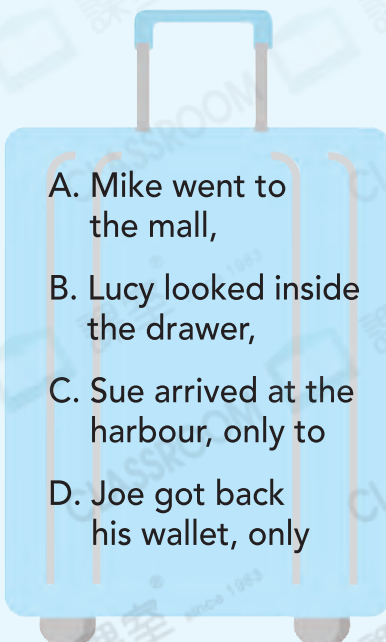 A. Mike went to
the mall,
B. Lucy looked inside
the drawer,
C. Sue arrived at the
harbour, only to
D. Joe got back
his wallet, only